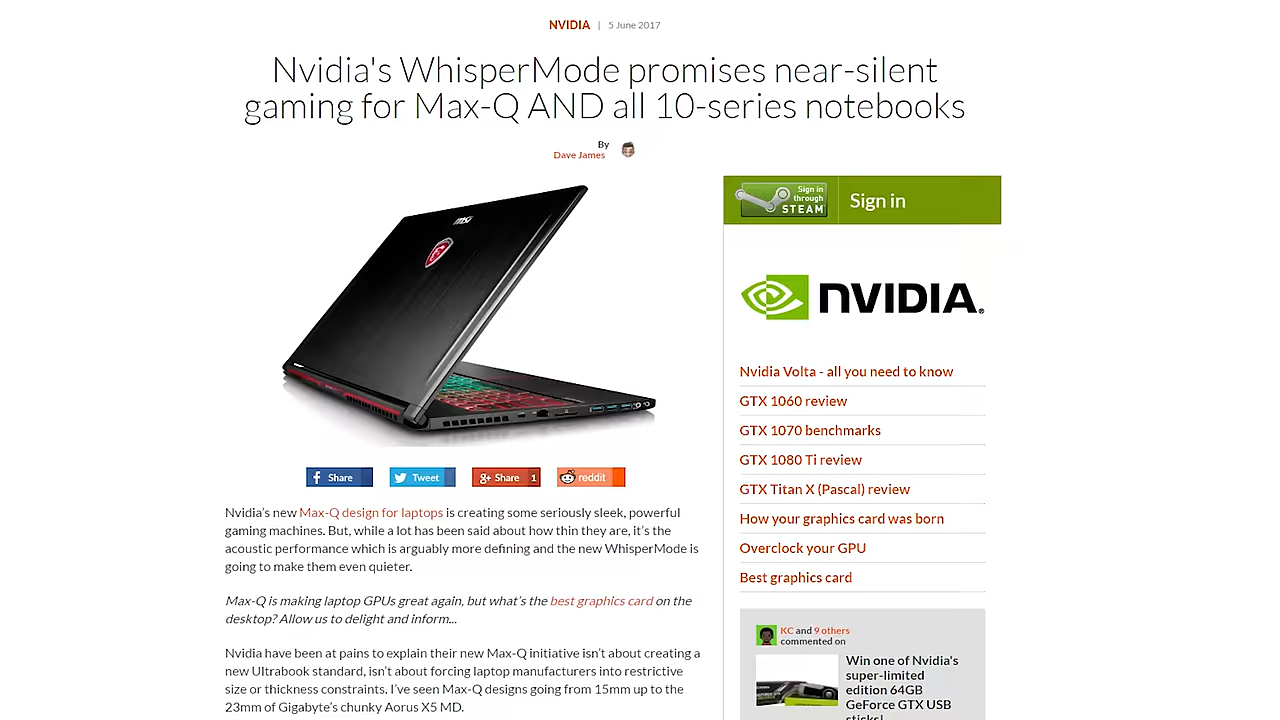 NVIDIA | 5 June 2017
Nvidia's WhisperMode promises near-silent
gaming for Max-Q AND all 10-series notebooks
By
Dave James
msi
Share
Tweet
g+ Share 1
reddit
Nvidia's new Max-Q design for laptops is creating some seriously sleek, powerful
gaming machines. But, while a lot has been said about how thin they are, it's the
acoustic performance which is arguably more defining and the new WhisperMode is
going to make them even quieter.
Max-Q is making laptop GPUs great again, but what's the best graphics card on the
desktop? Allow us to delight and inform...
Nvidia have been at pains to explain their new Max-Q initiative isn't about creating a
new Ultrabook standard, isn't about forcing laptop manufacturers into restrictive
size or thickness constraints. I've seen Max-Q designs going from 15mm up to the
23mm of Gigabyte's chunky Aorus X5 MD.
Sign in
through
STEAM
Sign in
NVIDIA.
Nvidia Volta - all you need to know
GTX 1060 review
GTX 1070 benchmarks
GTX 1080 Ti review
GTX Titan X (Pascal) review
How your graphics card was born
Overclock your GPU
Best graphics card
KC and 9 others
commented on
Win one of Nvidia's
super-limited
edition 64GB
GeForce GTX USB
sticks!